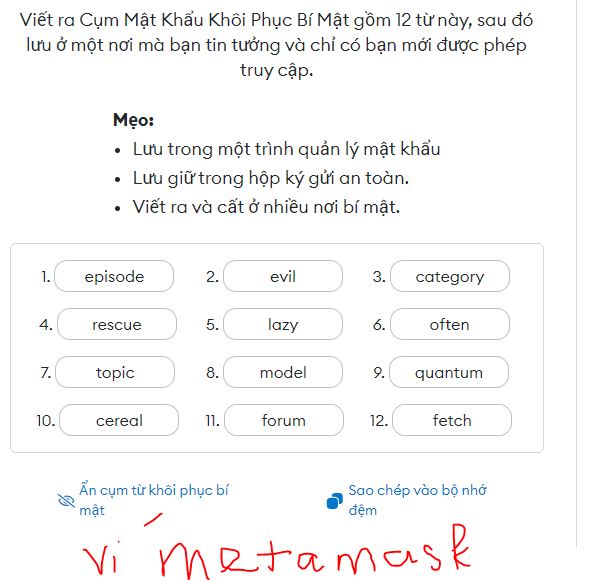 Viết ra Cụm Mật Khẩu Khôi Phục Bí Mật gồm 12 từ này, sau đó
lưu ở một nơi mà bạn tin tưởng và chỉ có bạn mới được phép
truy cập.
Mẹo:
• Lưu trong một trình quản lý mật khẩu
• Lưu giữ trong hộp ký gửi an toàn.
• Viết ra và cất ở nhiều nơi bí mật.
1. episode 2. evil 3. category
4. rescue 5. lazy 6. often
7. topic 8. model 9. quantum
10. cereal 11. forum 12. fetch
Ẩn cụm từ khôi phục bí
mật
Sao chép vào bộ nhớ
đệm
Ví metamask